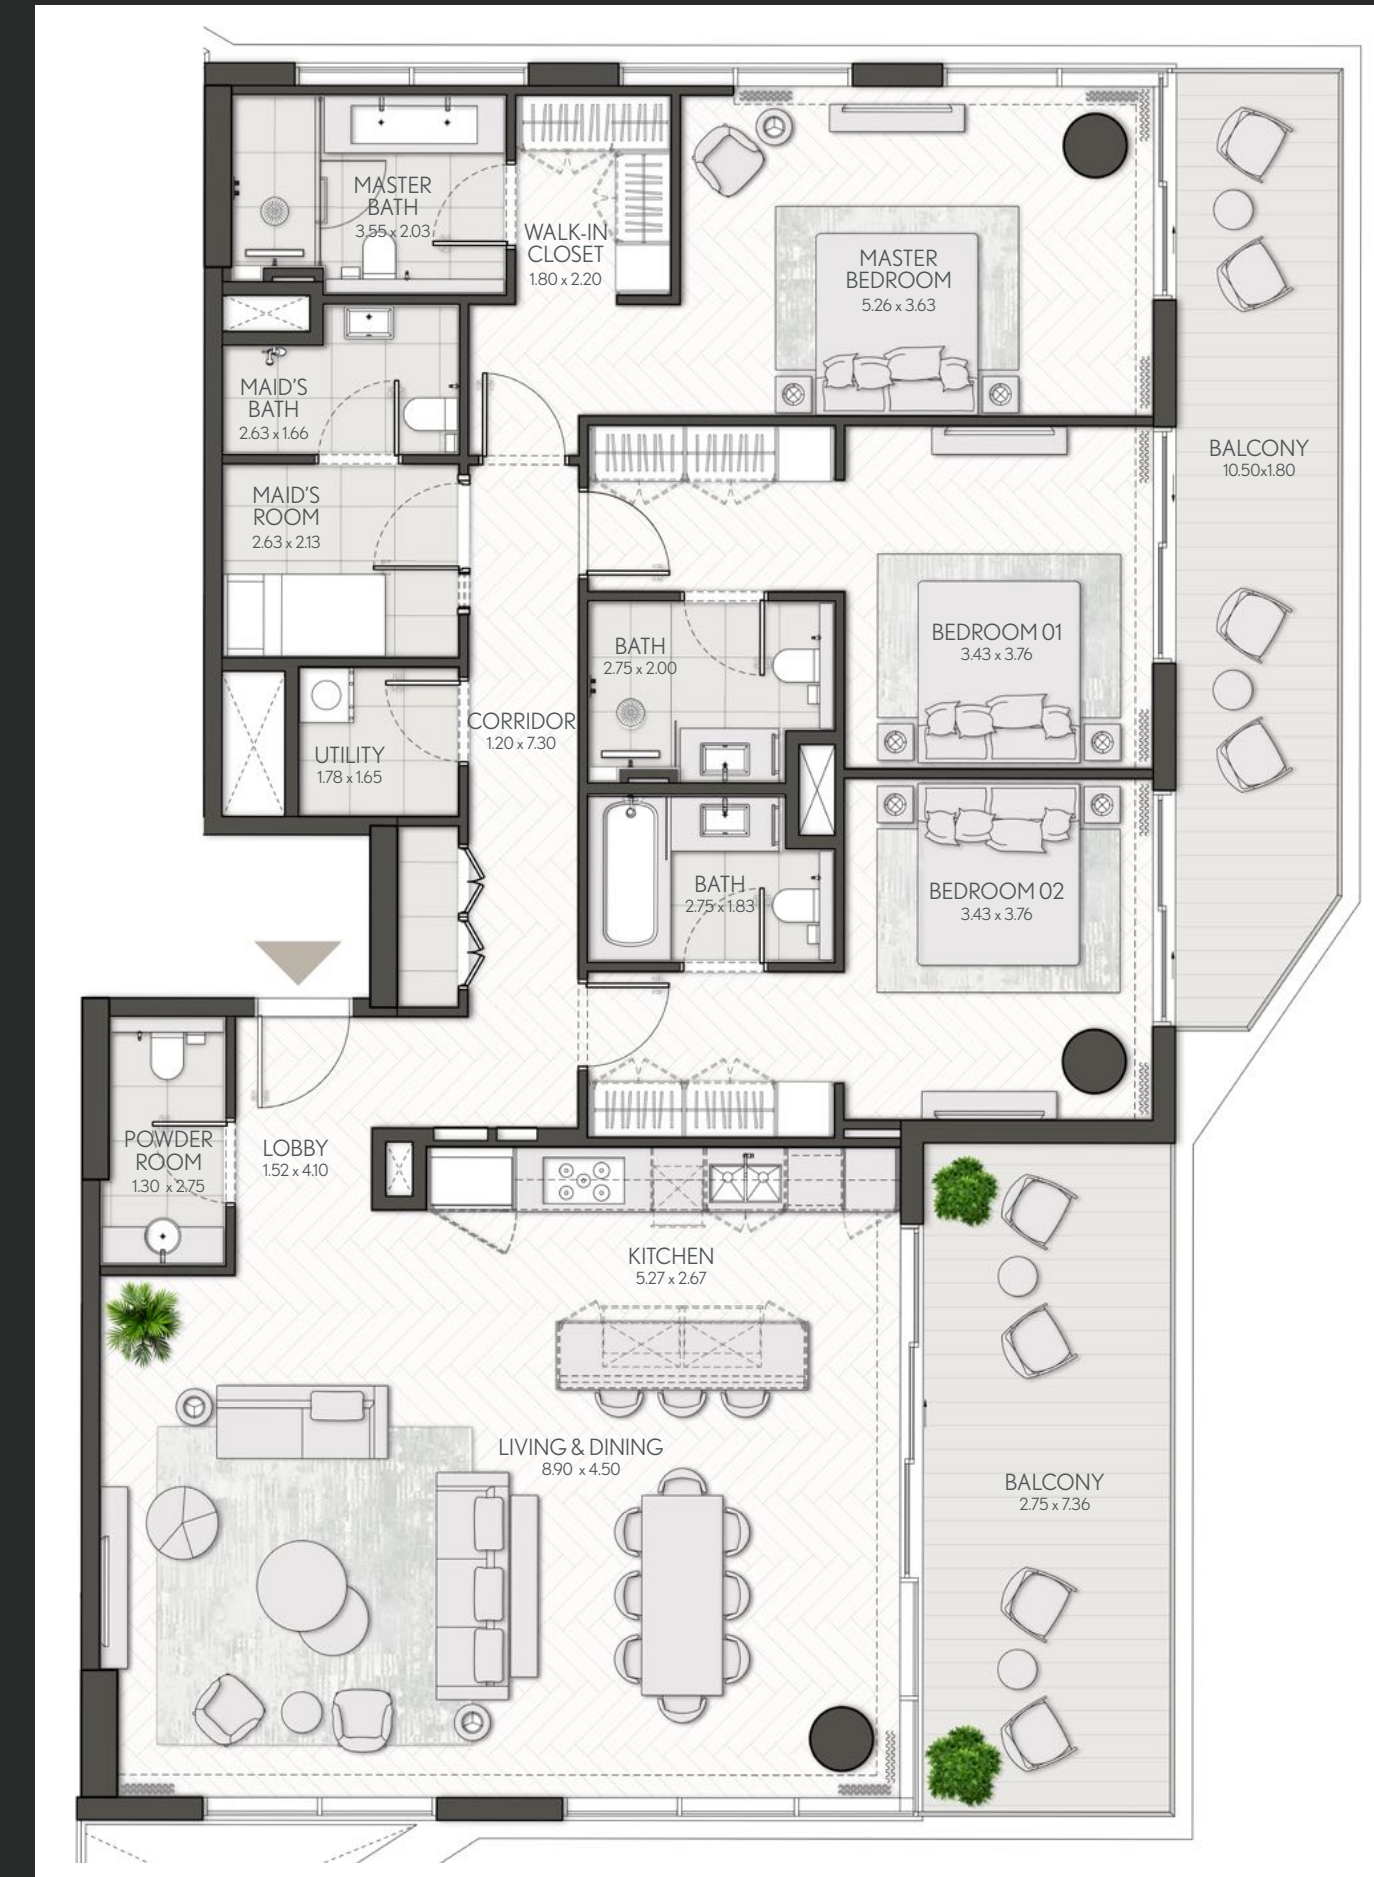 MASTER
BATH
3.55 x 2.03
WALK-IN
CLOSET
1.80 x 2.20
MASTER
BEDROOM
5.26 x 3.63
MAID'S
BATH
2.63 x 1.66
BALCONY
10.50x1.80
MAID'S
ROOM
2.63 x 2.13
BATH
2.75 x 2.00
BEDROOM 01
3.43 x 3.76
CORRIDOR
1.20 x 7.30
UTILITY
1.78 x 1.65
BATH
2.75 x 1.83
BEDROOM 02
3.43 x 3.76
POWDER
ROOM
1.30 x 2.75
LOBBY
1.52 x 4.10
KITCHEN
5.27 x 2.67
LIVING & DINING
8.90 x 4.50
BALCONY
2.75 x 7.36